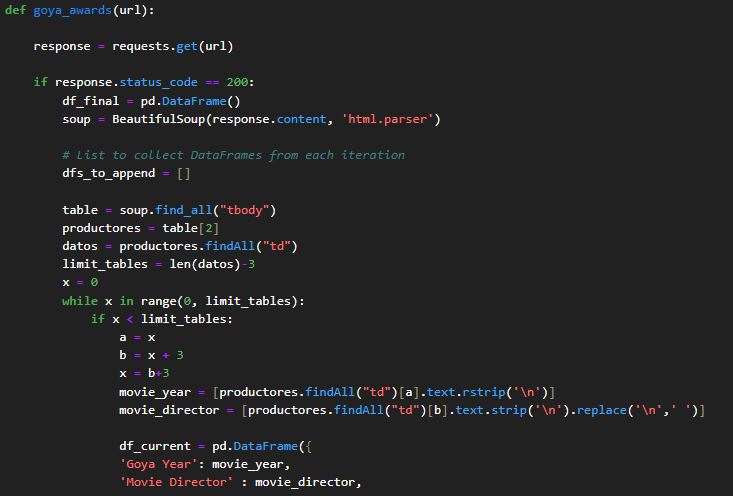 def goya_awards(url):
    response = requests.get(url)
    if response.status_code == 200:
        df_final = pd.DataFrame()
        soup = BeautifulSoup(response.content, 'html.parser')
        # List to collect DataFrames from each iteration
        dfs_to_append = []
        table = soup.find_all("tbody")
        productores = table[2]
        datos = productores.findAll("td")
        limit_tables = len(datos)-3
        x = 0
        while x in range(0, limit_tables):
            if x < limit_tables:
                a = x
                b = x + 3
                x = b+3
                movie_year = [productores.findAll("td")[a].text.rstrip('\n')]
                movie_director = [productores.findAll("td")[b].text.strip('\n').replace('\n',' ')]
                df_current = pd.DataFrame({
                'Goya Year': movie_year,
                'Movie Director' : movie_director,